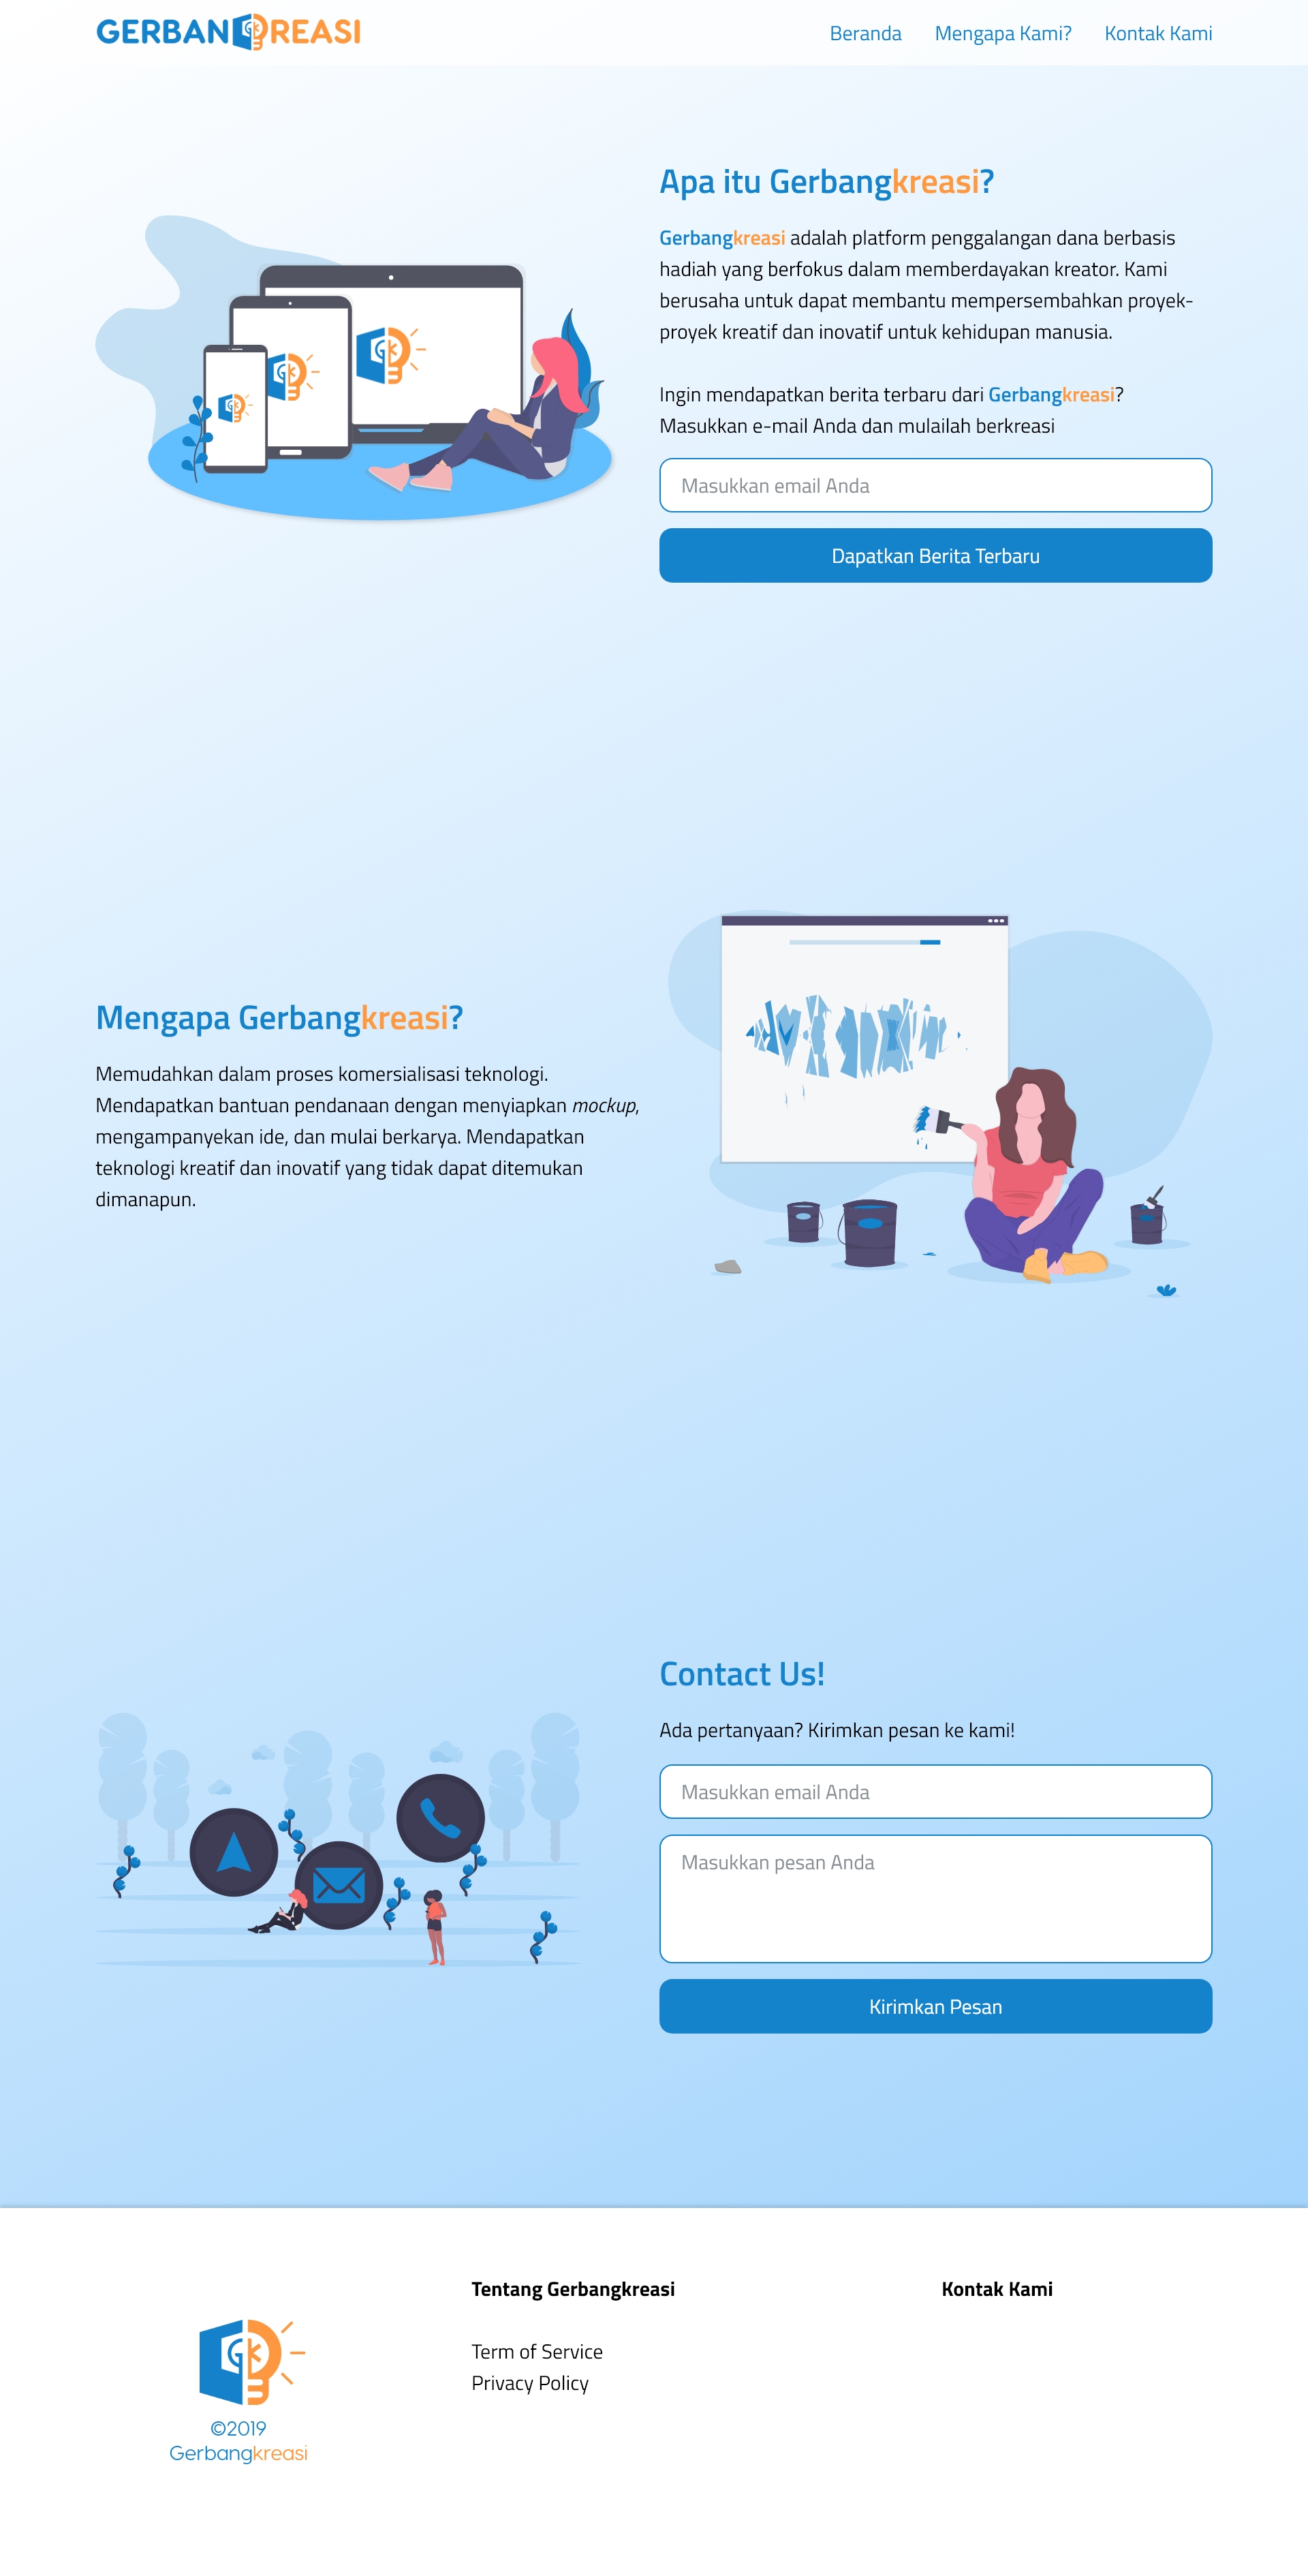 GERBANGKREASI
Beranda
Mengapa Kami?
Kontak Kami
Apa itu Gerbangkreasi?
Gerbangkreasi adalah platform penggalangan dana berbasis
hadiah yang berfokus dalam memberdayakan kreator. Kami
berusaha untuk dapat membantu mempersembahkan proyek-
proyek kreatif dan inovatif untuk kehidupan manusia.
Ingin mendapatkan berita terbaru dari Gerbangkreasi?
Masukkan e-mail Anda dan mulailah berkreasi
Masukkan email Anda
Dapatkan Berita Terbaru
GK
GK
GK
Mengapa Gerbangkreasi?
Memudahkan dalam proses komersialisasi teknologi.
Mendapatkan bantuan pendanaan dengan menyiapkan mockup,
mengampanyekan ide, dan mulai berkarya. Mendapatkan
teknologi kreatif dan inovatif yang tidak dapat ditemukan
dimanapun.
Contact Us!
Ada pertanyaan? Kirimkan pesan ke kami!
Masukkan email Anda
Masukkan pesan Anda
Kirimkan Pesan
GK
©2019
Gerbangkreasi
Tentang Gerbangkreasi
Term of Service
Privacy Policy
Kontak Kami